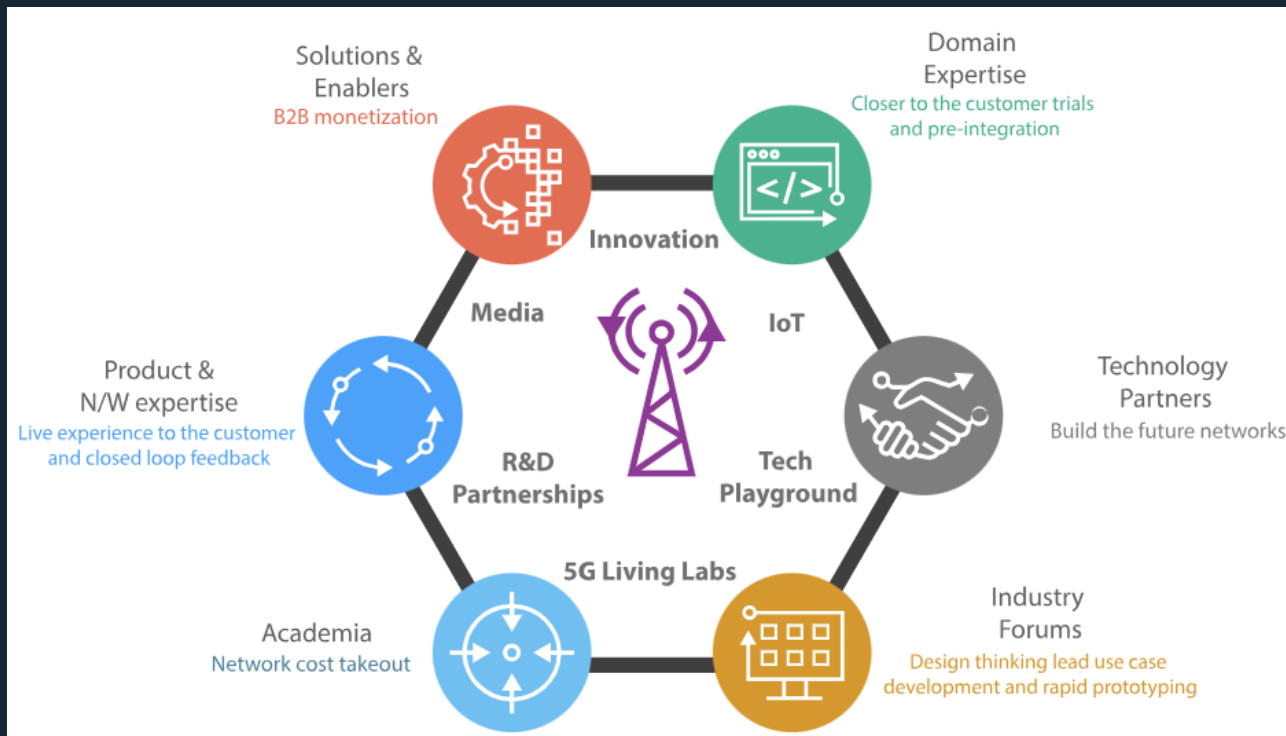 Solutions &
Enablers
B2B monetization
Domain
Expertise
Closer to the customer trials
and pre-integration
</>
Innovation
Media
IoT
Product &
N/W expertise
Live experience to the customer
and closed loop feedback
Technology
Partners
Build the future networks
R&D
Partnerships
Tech
Playground
5G Living Labs
Academia
Network cost takeout
Industry
Forums
Design thinking lead use case
development and rapid prototyping